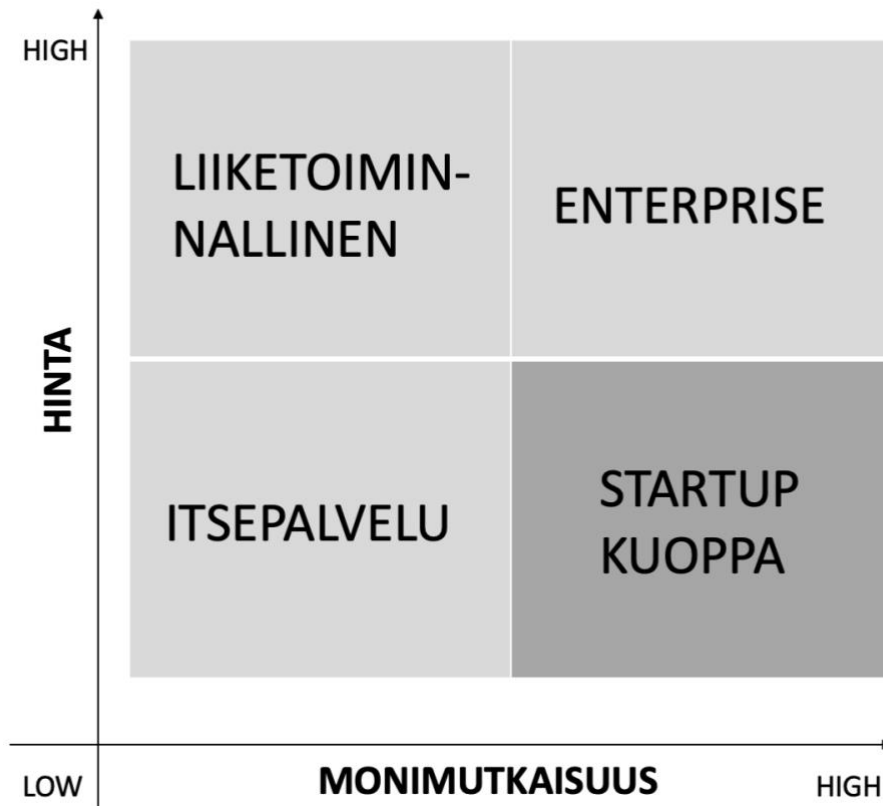 HIGH
LIIKETOIMIN-
NALLINEN
ENTERPRISE
HINTA
ITSEPALVELU
STARTUP
KUOPPA
LOW
MONIMUTKAISUUS
HIGH